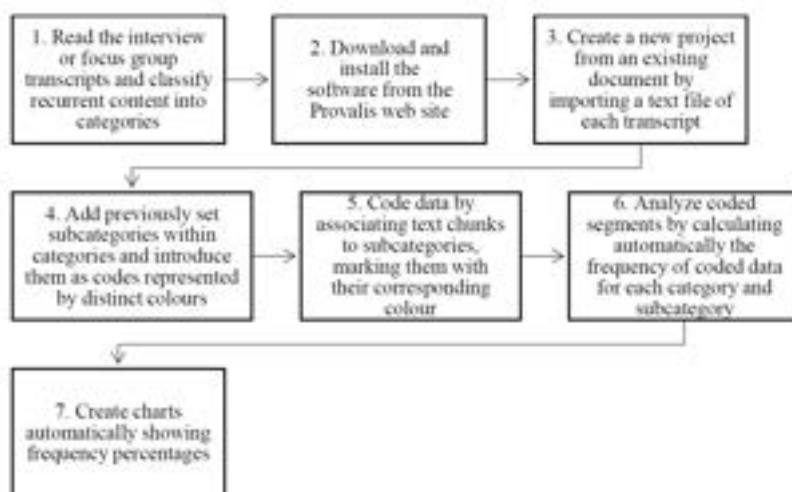 1. Read the interview
or focus group
transcripts and classify
recurrent content into
categories
2. Download and
install the
software from the
Provalis web site
3. Create a new project
from an existing
document by
importing a text file of
each transcript
4. Add previously set
subcategories within
categories and introduce
them as codes represented
by distinct colours
5. Code data by
associating text chunks
to subcategories,
marking them with
their corresponding
colour
6. Analyze coded
segments by calculating
automatically the
frequency of coded data
for each category and
subcategory
7. Create charts
automatically showing
frequency percentages